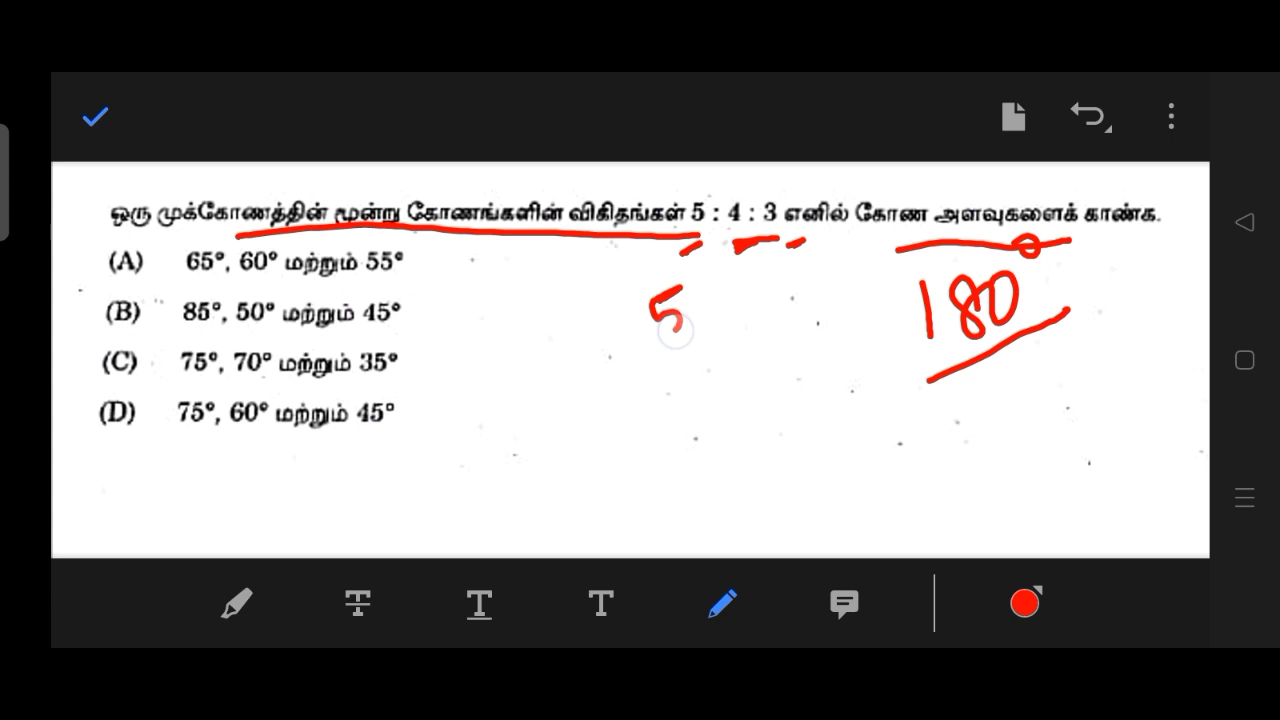 ஒரு முக்கோணத்தின் மூன்று கோணங்களின் விகிதங்கள் 5 : 4 : 3 எனில் கோண அளவுகளைக் காண்க.
(A) 65°, 60° மற்றும் 55°
(B) 85°, 50° மற்றும் 45°
(C) 75°, 70° மற்றும் 35°
(D) 75°, 60° மற்றும் 45°
5
180